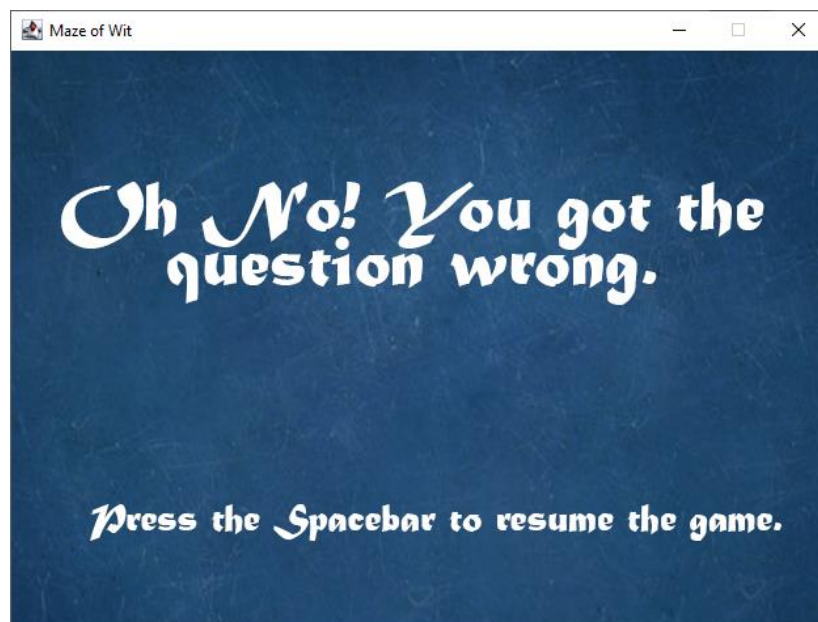 Maze of Wit
Oh No! You got the
question wrong.
Press the Spacebar to resume the game.